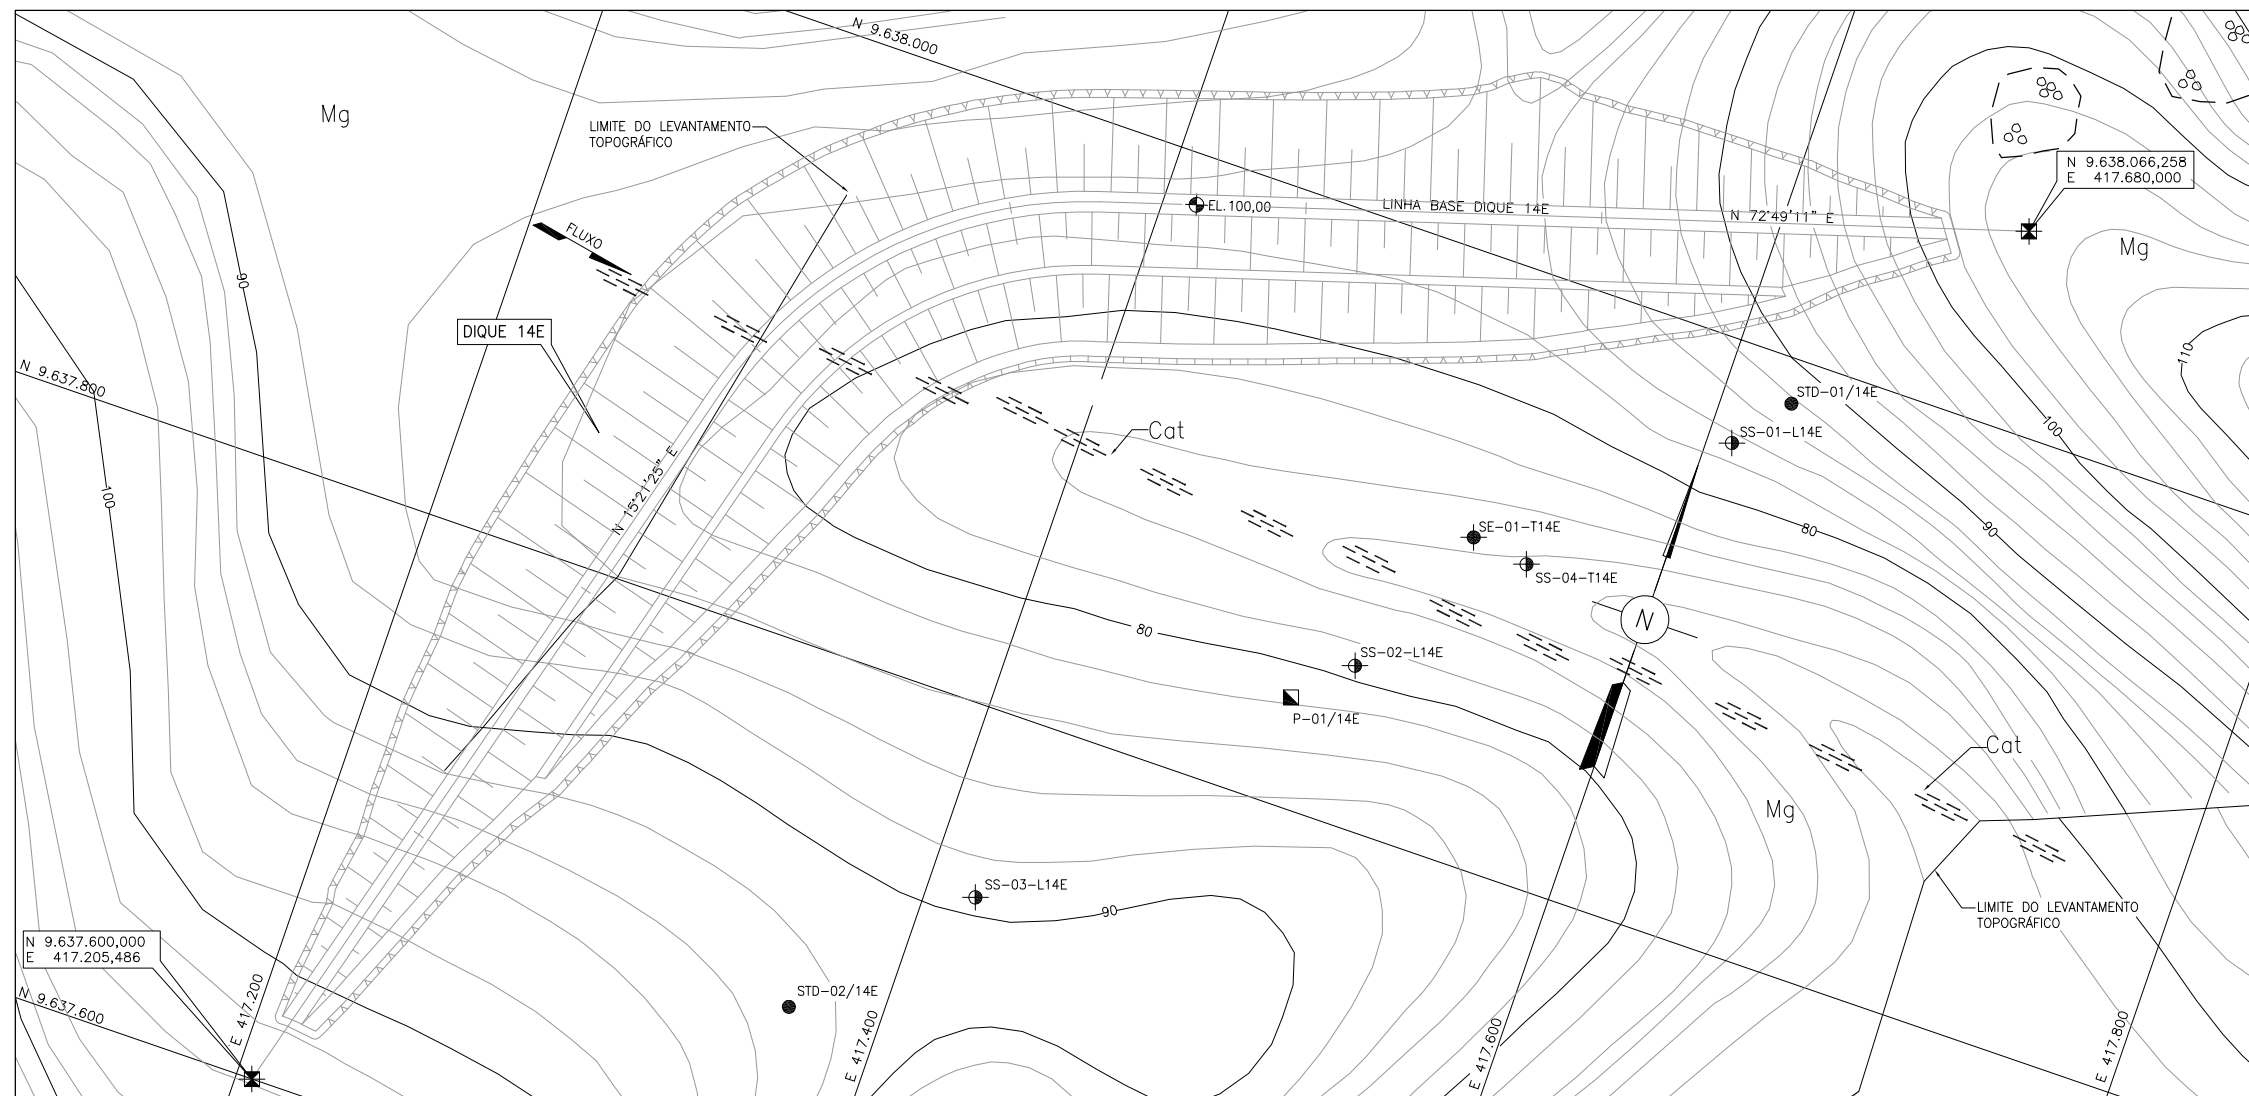 N 9.638.000
Mg
LIMITE DO LEVANTAMENTO
TOPOGRÁFICO
N 9.638.066,258
E 417.680,000
EL.100,00
LINHA BASE DIQUE 14E
N 72°49'11" E
FLUXO
Mg
90
DIQUE 14E
110
N 9.637.800
STD-01/14E
100
Cat
SS-01-L14E
N 15°21'25" E
100
SE-01-T14E
80
90
SS-04-T14E
N
80
SS-02-L14E
P-01/14E
Cat
Mg
SS-03-L14E
90
LIMITE DO LEVANTAMENTO
TOPOGRÁFICO
N 9.637.600,000
E 417.205,486
STD-02/14E
N 9.637.600
E 417.200
E 417.400
E 417.600
E 417.800